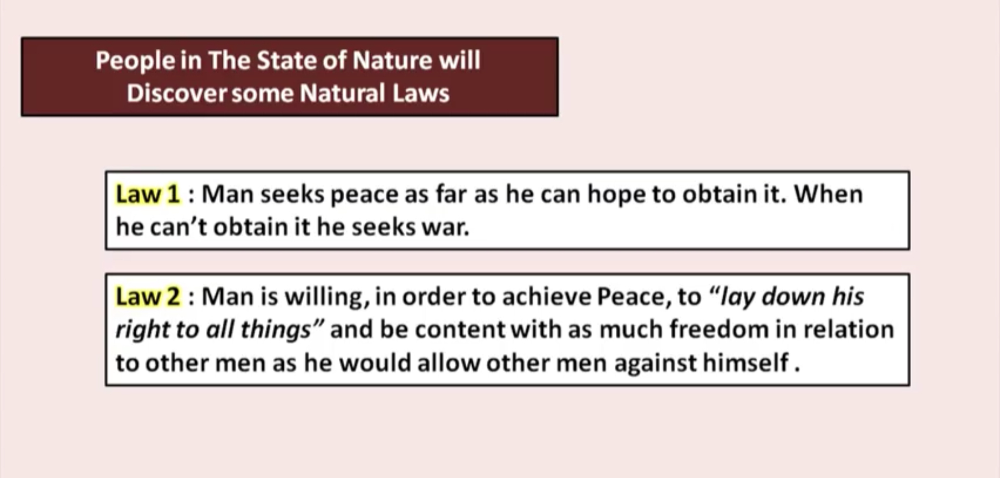 People in The State of Nature will
Discover some Natural Laws
Law 1 : Man seeks peace as far as he can hope to obtain it. When
he can’t obtain it he seeks war.
Law 2 : Man is willing, in order to achieve Peace, to “lay down his
right to all things” and be content with as much freedom in relation
to other men as he would allow other men against himself .